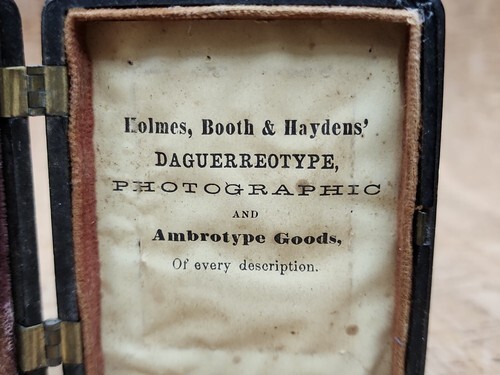 Holmes, Booth & Haydens'
DAGUERREOTYPE,
PHOTOGRAPHIC
AND
Ambrotype Goods,
Of every description.